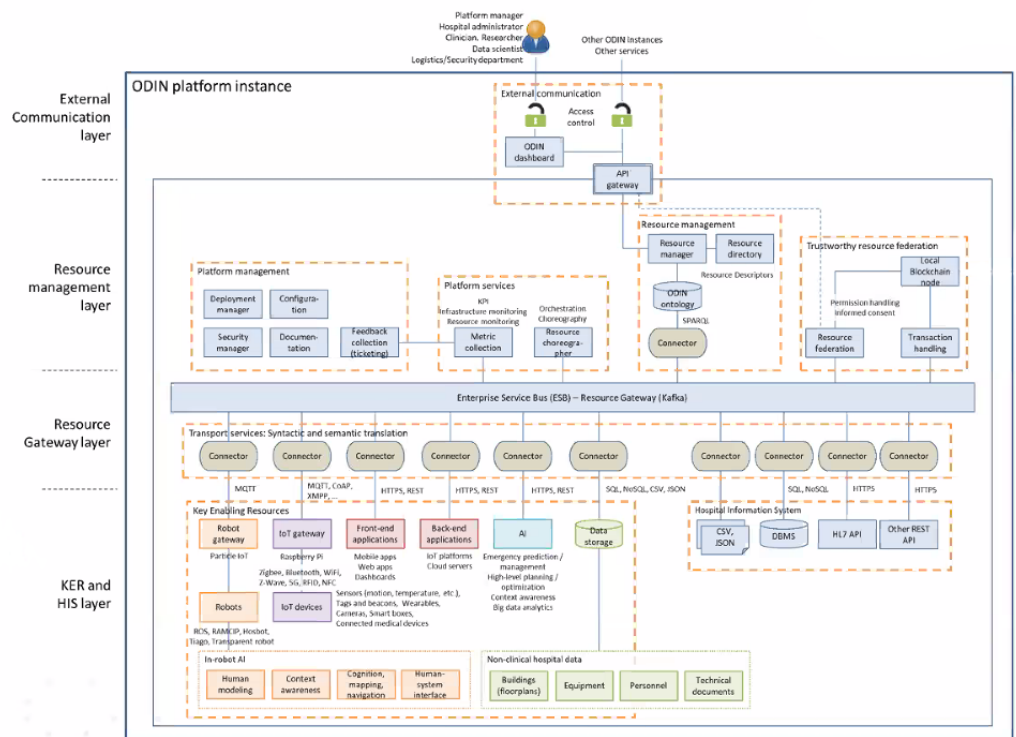 Platform manager
Hospital administrator
Clinician, Researcher
Data scientist
Logistics/Security department
Other ODIN Instances
Other services
ODIN platform instance
External
Communication
layer
External communication
Access
control
ODIN
dashboard
API
gateway
Resource
management
layer
Platform management
Deployment
manager
Configura-
tion
Security
manager
Documen-
tation
Feedback
collection
(ticketing)
Platform services
KPI
Infrastructure monitoring
Resource monitoring
Orchestration
Choreography
Metric
collection
Resource
choreogra-
pher
Resource management
Resource
manager
Resource
directory
Resource Descriptors
ODIN
ontology
SPARQL
Connector
Trustworthy resource federation
Local
Blockchain
node
Permission handling
Informed consent
Resource
federation
Transaction
handling
Enterprise Service Bus (ESB) – Resource Gateway (Kafka)
Resource
Gateway layer
Transport services: Syntactic and semantic translation
Connector
Connector
Connector
Connector
Connector
Connector
Connector
Connector
Connector
Connector
MQTT
MQTT, CoAP,
XMPP, ...
HTTPS, REST
HTTPS, REST
HTTPS, REST
SQL, NoSQL, CSV, JSON
SQL, NoSQL
HTTPS
HTTPS
KER and
HIS layer
Key Enabling Resources
Robot
gateway
Particle IoT
IoT gateway
Raspberry Pi
Zigbee, Bluetooth, WiFi,
Z-Wave, 5G, RFID, NFC
Front-end
applications
Mobile apps
Web apps
Dashboards
Back-end
applications
IoT platforms
Cloud servers
AI
Emergency prediction /
management
High-level planning /
optimisation
Context awareness
Big data analytics
Data
storage
Hospital Information System
CSV,
JSON
DBMS
HL7 API
Other REST
API
Robots
ROS, RAMCIP, Hosbot,
Tiago, Transparent robot
IoT devices
Sensors (motion, temperature, etc.),
Tags and beacons, Wearables,
Cameras, Smart boxes,
Connected medical devices
In-robot AI
Human
modeling
Context
awareness
Cognition,
mapping,
navigation
Human-
system
interface
Non-clinical hospital data
Buildings
(floorplans)
Equipment
Personnel
Technical
documents